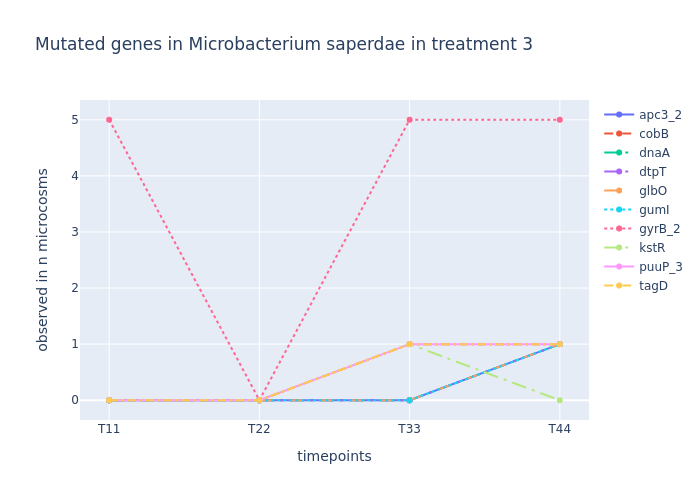 Mutated genes in Microbacterium saperdae in treatment 3
observed in n microcosms
5
4
3
2
1
0
T11 T22 T33 T44
timepoints
apc3_2
cobB
dnaA
dtpT
glbO
gumI
gyrB_2
kstR
puuP_3
tagD